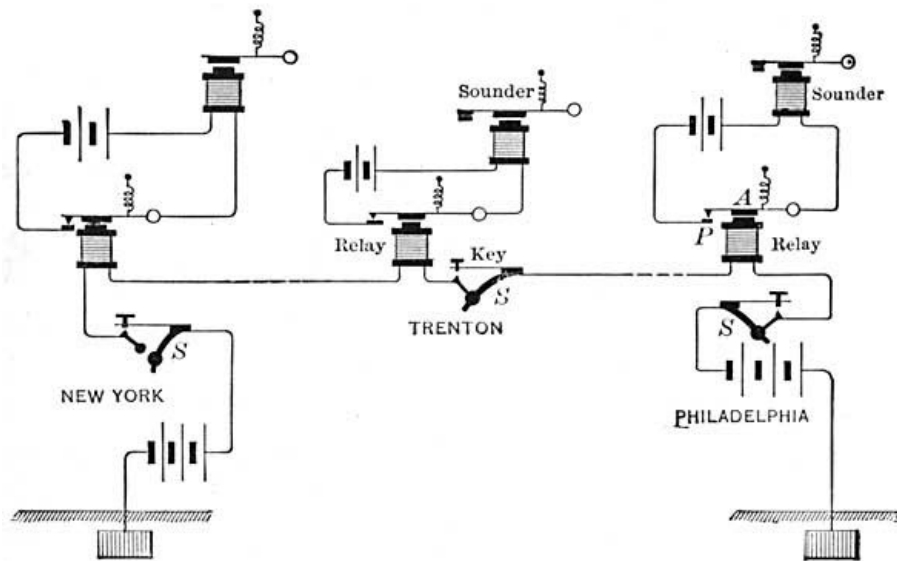 Sounder
Sounder
A
P
Relay
Key
Relay
S
TRENTON
S
S
NEW YORK
PHILADELPHIA